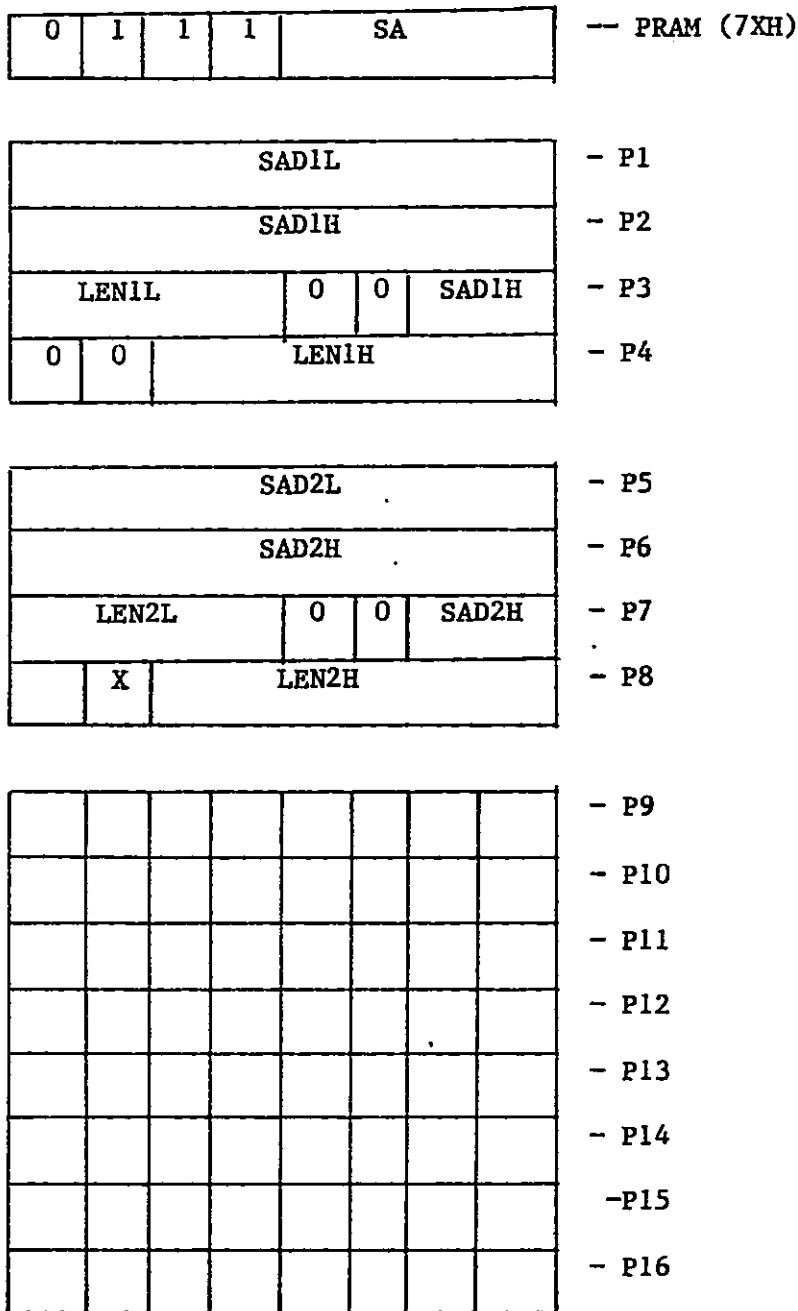 0 1 1 1 SA -- PRAM (7XH)
SAD1L - P1
SAD1H - P2
LEN1L 0 0 SAD1H - P3
0 0 LEN1H - P4
SAD2L - P5
SAD2H - P6
LEN2L 0 0 SAD2H - P7
X LEN2H - P8
- P9
- P10
- P11
- P12
- P13
- P14
-P15
- P16